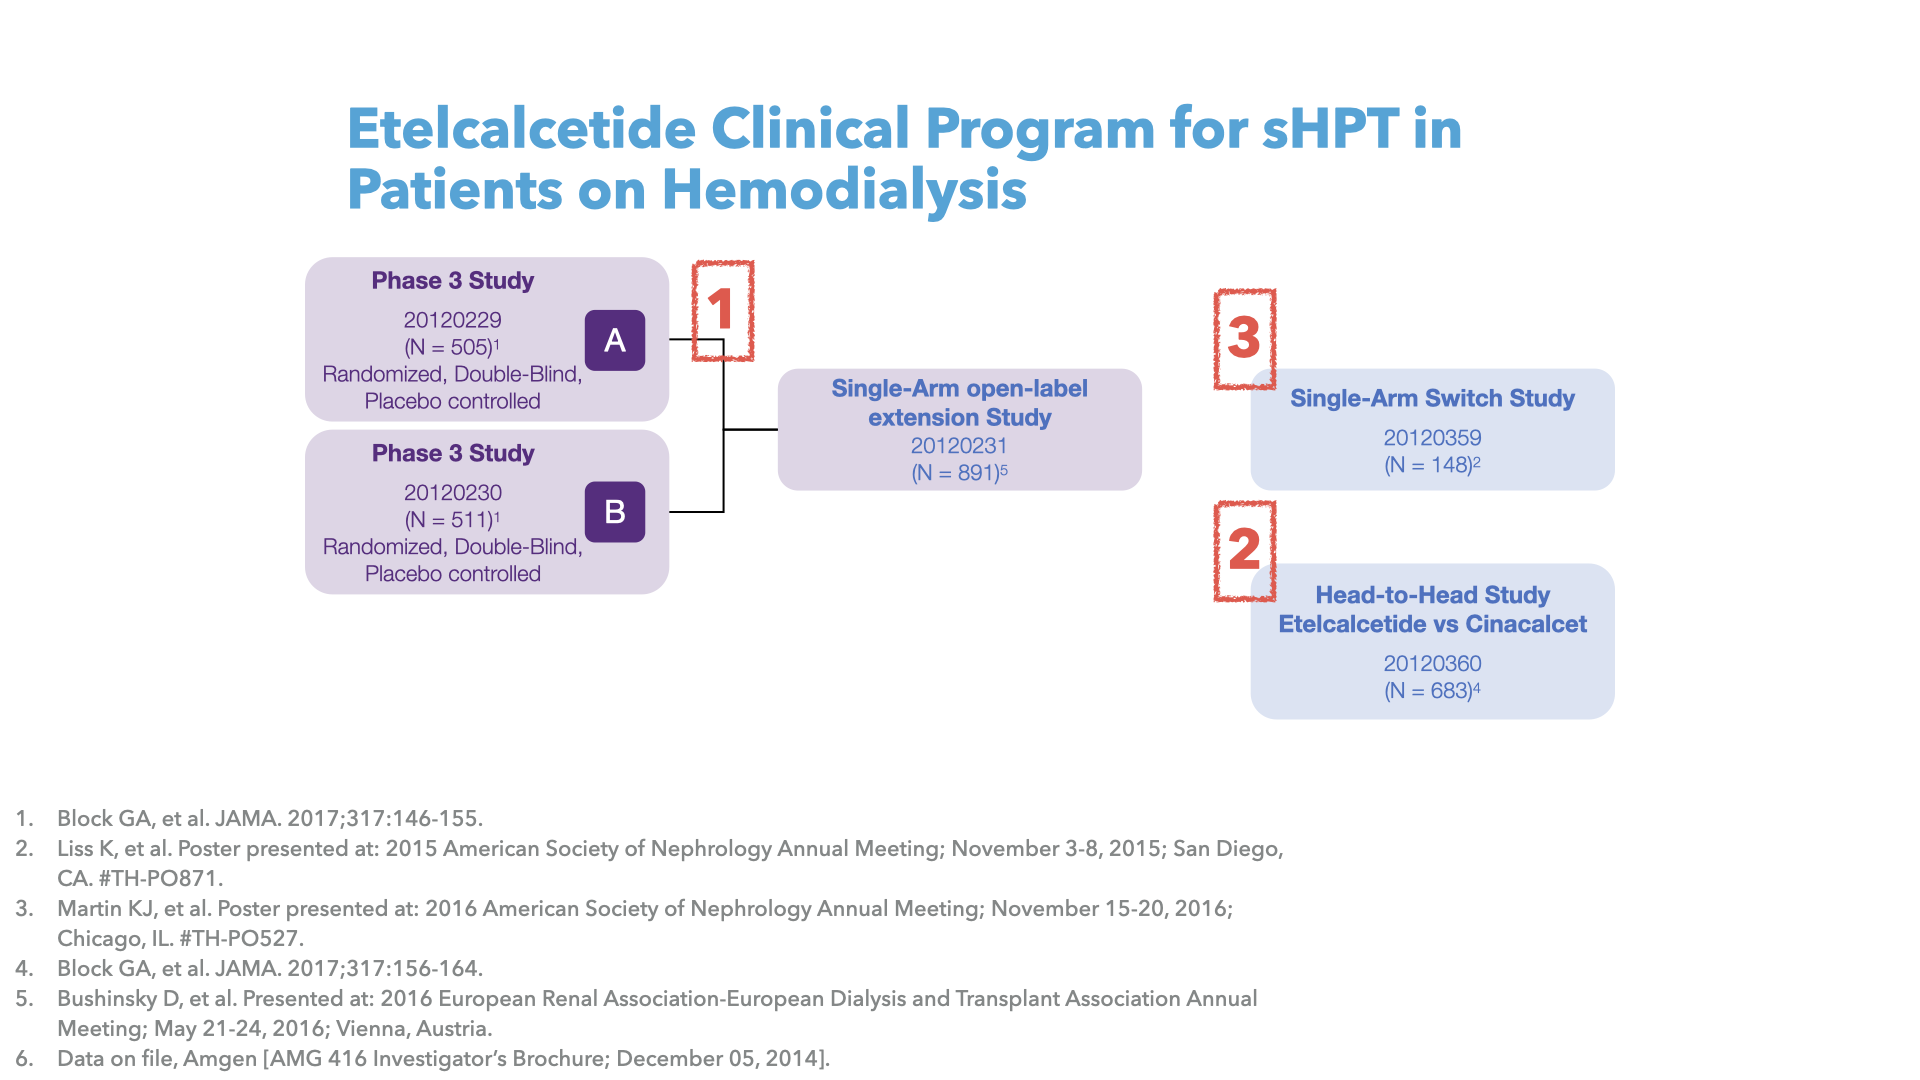 Etelcalcetide Clinical Program for sHPT in
Patients on Hemodialysis
Phase 3 Study
20120229
(N = 505)¹
Randomized, Double-Blind,
Placebo controlled
A
Phase 3 Study
20120230
(N = 511)¹
Randomized, Double-Blind,
Placebo controlled
B
1
Single-Arm open-label
extension Study
20120231
(N = 891)⁵
3
Single-Arm Switch Study
20120359
(N = 148)²
2
Head-to-Head Study
Etelcalcetide vs Cinacalcet
20120360
(N = 683)⁴
1. Block GA, et al. JAMA. 2017;317:146-155.
2. Liss K, et al. Poster presented at: 2015 American Society of Nephrology Annual Meeting; November 3-8, 2015; San Diego,
CA. #TH-PO871.
3. Martin KJ, et al. Poster presented at: 2016 American Society of Nephrology Annual Meeting; November 15-20, 2016;
Chicago, IL. #TH-PO527.
4. Block GA, et al. JAMA. 2017;317:156-164.
5. Bushinsky D, et al. Presented at: 2016 European Renal Association-European Dialysis and Transplant Association Annual
Meeting; May 21-24, 2016; Vienna, Austria.
6. Data on file, Amgen [AMG 416 Investigator’s Brochure; December 05, 2014].